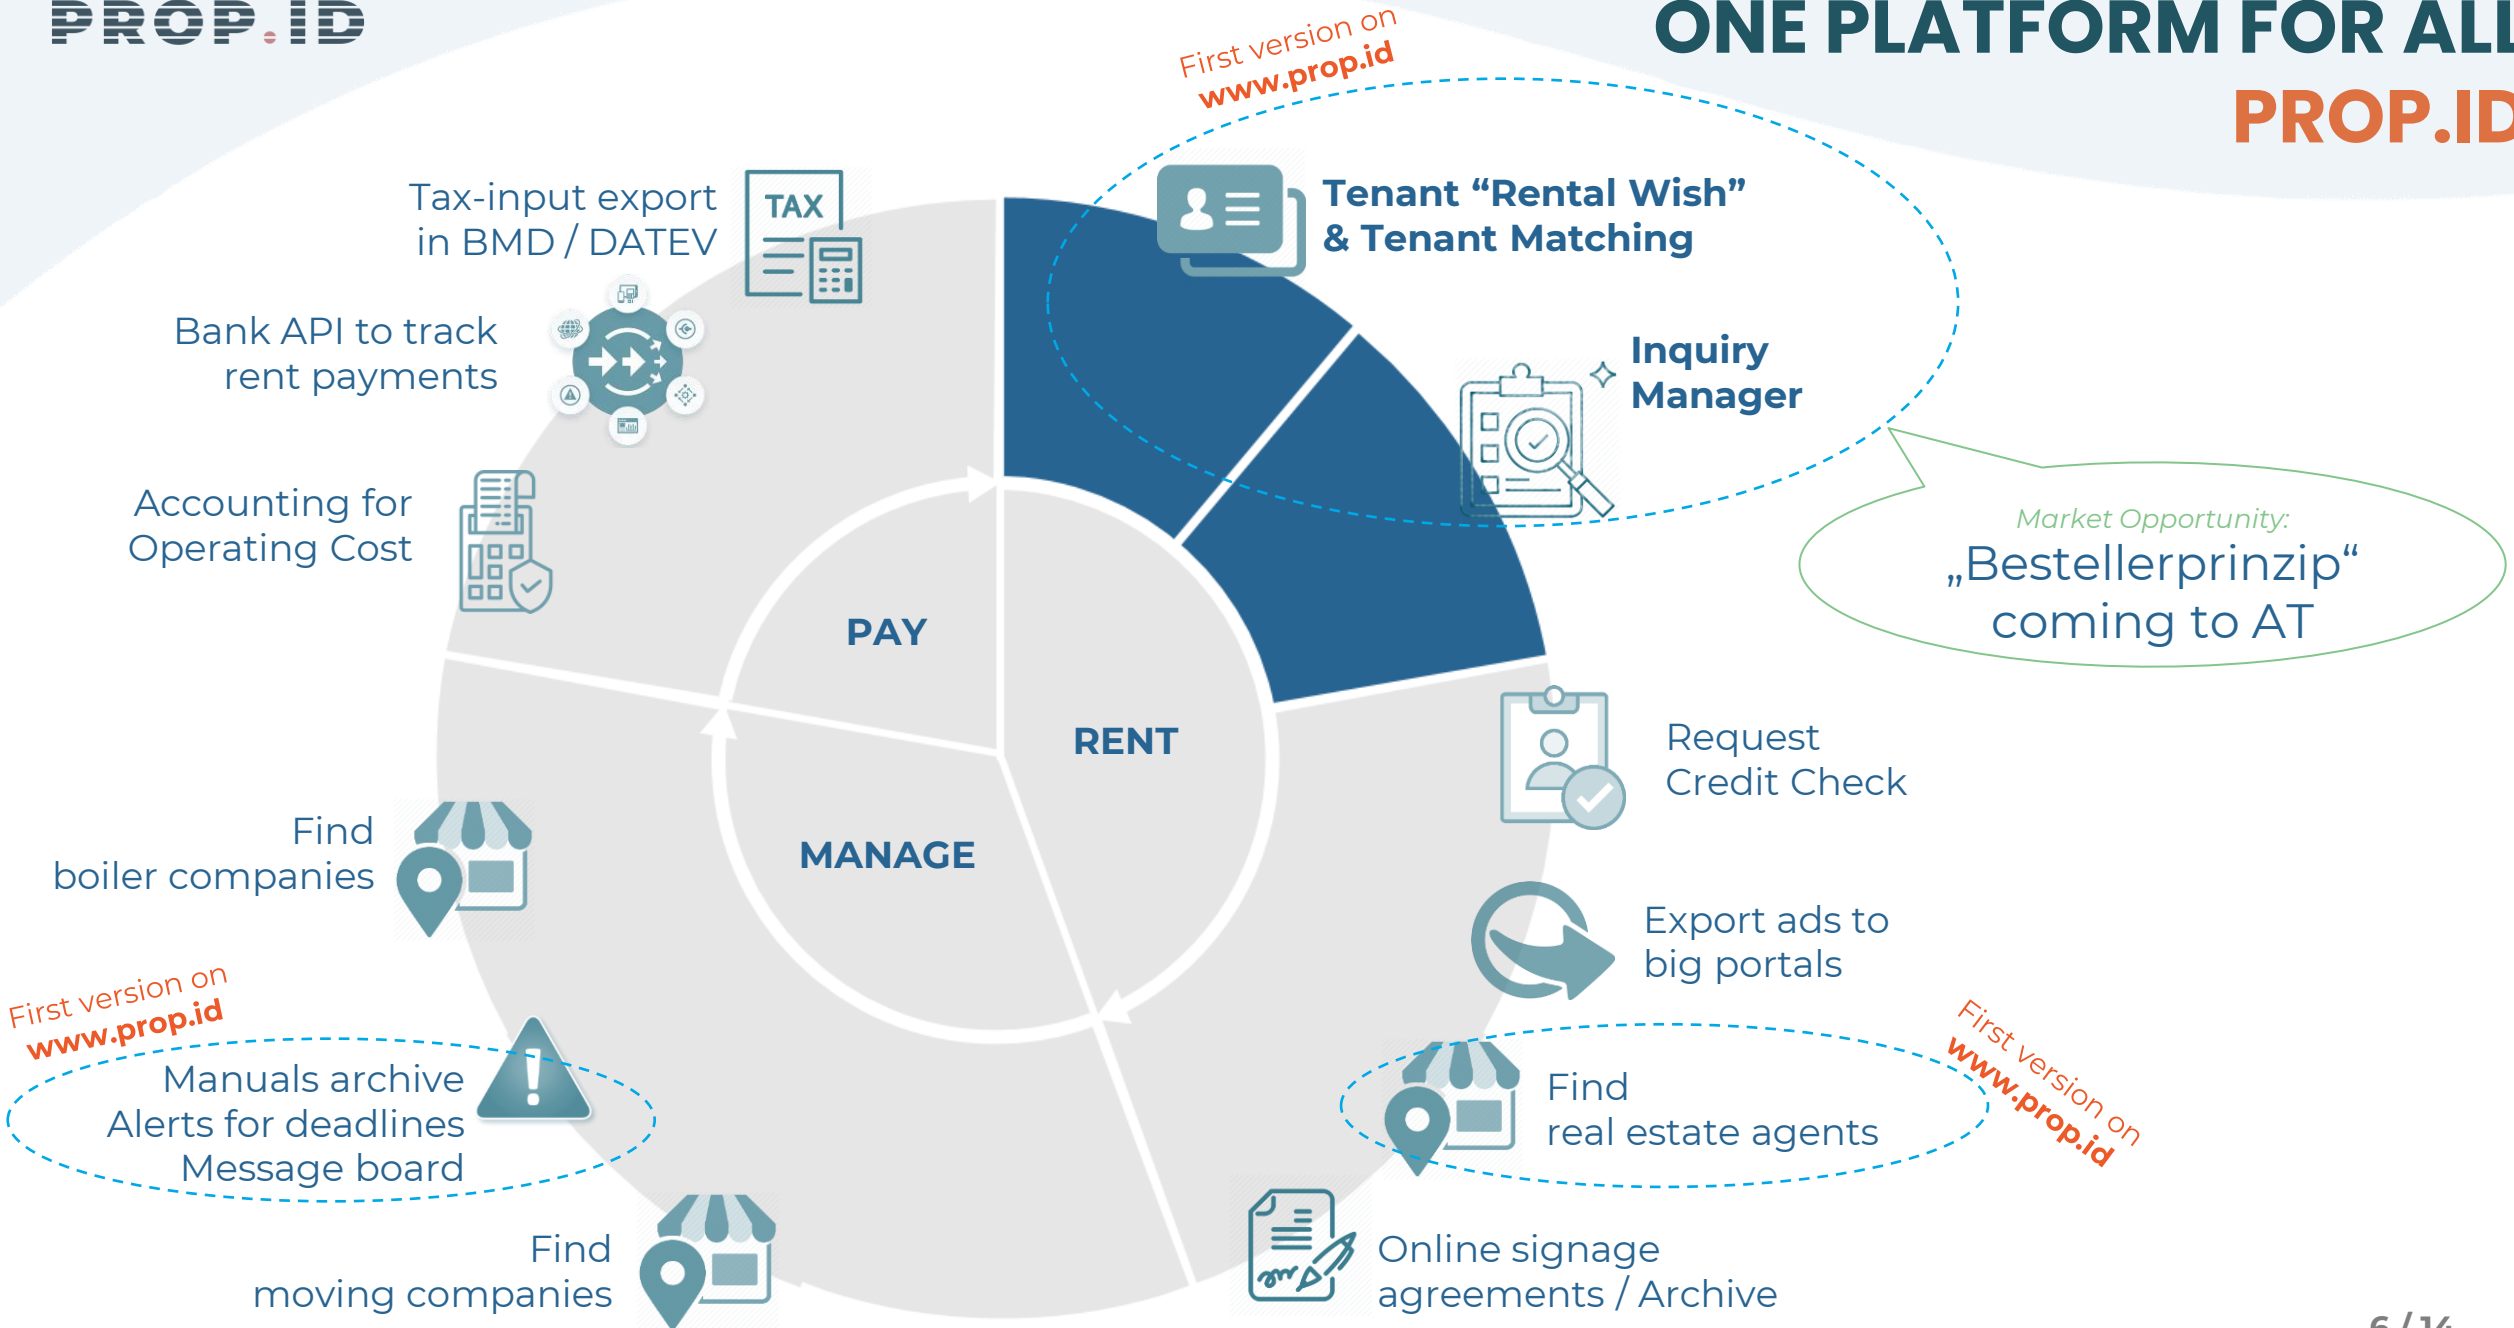 PROP.ID
ONE PLATFORM FOR ALL
PROP.ID
First version on
www.prop.id
Tenant “Rental Wish”
& Tenant Matching
Inquiry
Manager
Market Opportunity:
„Bestellerprinzip“
coming to AT
Request
Credit Check
Export ads to
big portals
Find
real estate agents
First version on
www.prop.id
Online signage
agreements / Archive
Find
moving companies
First version on
www.prop.id
Manuals archive
Alerts for deadlines
Message board
Find
boiler companies
Accounting for
Operating Cost
Bank API to track
rent payments
Tax-input export
in BMD / DATEV
TAX
PAY
RENT
MANAGE
6 / 14